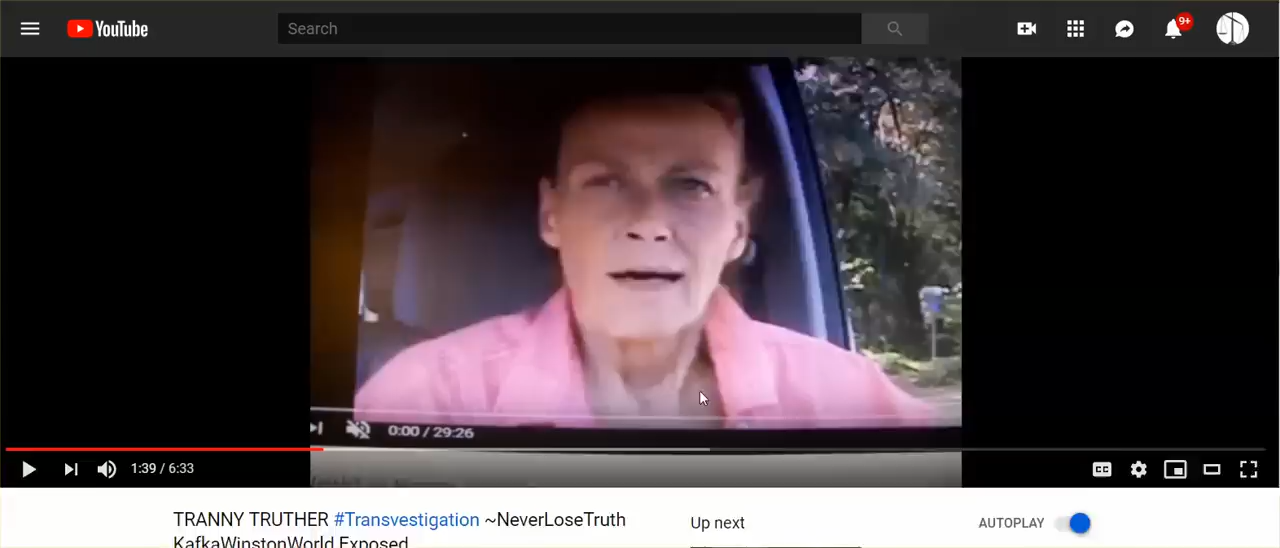 YouTube
Search
9+
0:00 / 29:26
1:39 / 6:33
CC
TRANNY TRUTHER #Transvestigation ~NeverLoseTruth
KafkaWinstonWorld Exposed
Up next
AUTOPLAY